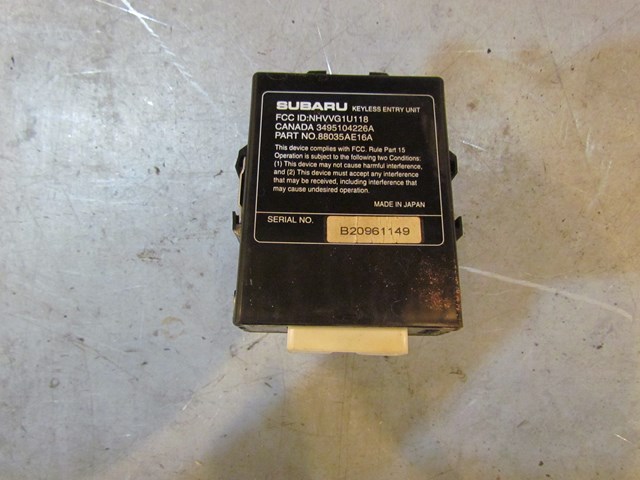 SUBARU KEYLESS ENTRY UNIT
FCC ID:NHVVG1U118
CANADA 3495104226A
PART NO.88035AE16A
This device complies with FCC. Rule Part 15
Operation is subject to the following two Conditions:
(1) This device may not cause harmful interference,
and (2) This device must accept any interference
that may be received, including interference that
may cause undesired operation.
MADE IN JAPAN
SERIAL NO. B20961149